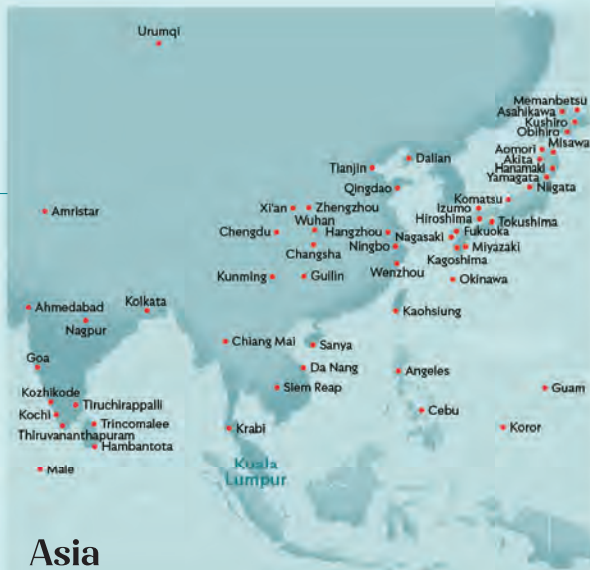 Urumqi
Memanbetsu
Asahikawa
Kushiro
Obihiro
Misawa
Aomori
Akita
Hanamaki
Yamagata
Niigata
Dalian
Tianjin
Qingdao
Komatsu
Izumo
Hiroshima
Tokushima
Amristar
Xi'an
Zhengzhou
Wuhan
Chengdu
Hangzhou
Nagasaki
Fukuoka
Changsha
Ningbo
Miyazaki
Kagoshima
Wenzhou
Kunming
Guilin
Okinawa
Ahmedabad
Kolkata
Nagpur
Kaohsiung
Chiang Mai
Sanya
Goa
Da Nang
Angeles
Siem Reap
Guam
Kozhikode
Tiruchirappalli
Kochi
Trincomalee
Cebu
Thiruvananthapuram
Krabi
Koror
Hambantota
Male
Kuala
Lumpur
Asia